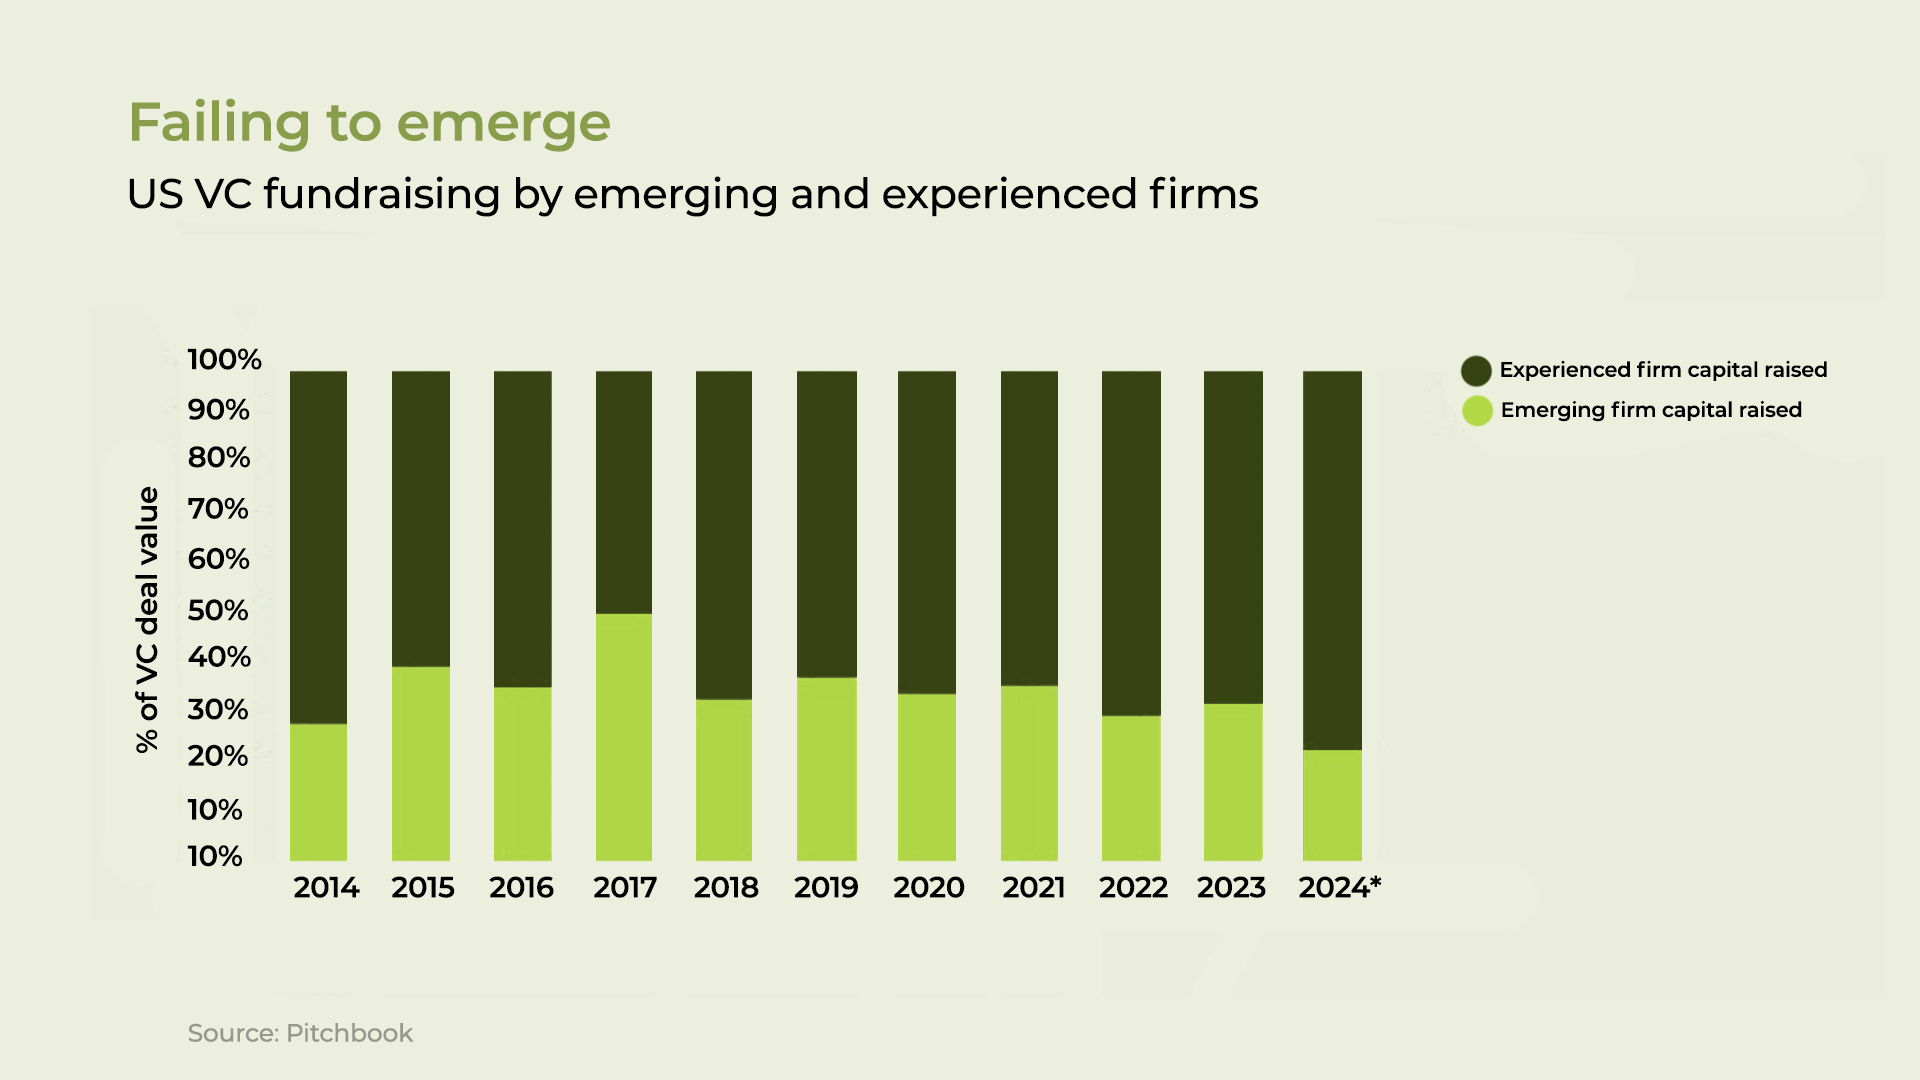 Failing to emerge
US VC fundraising by emerging and experienced firms
% of VC deal value
100%
90%
80%
70%
60%
50%
40%
30%
20%
10%
10%
2014 2015 2016 2017 2018 2019 2020 2021 2022 2023 2024*
Experienced firm capital raised
Emerging firm capital raised
Source: Pitchbook